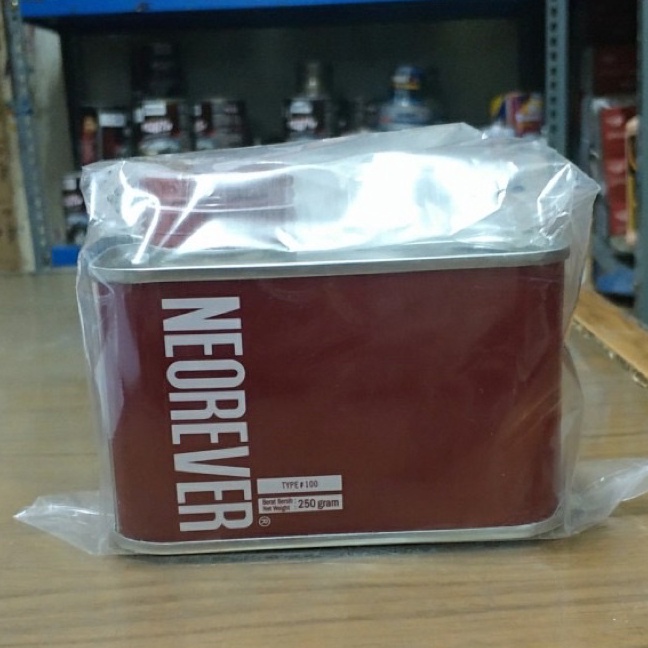 NEOREVER ®
TYPE#100
Berat Bersih
Net Weight
250 gram